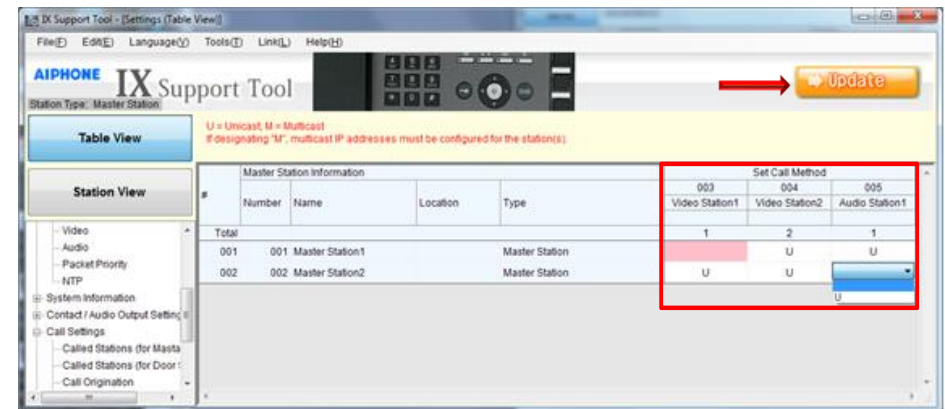 IX Support Tool - [Settings (Table View)]
File(F) Edit(E) Language(V) Tools(T) Link(L) Help(H)
AIPHONE IX Support Tool
Update
Station Type: Master Station
Table View
U = Unicast, M = Multicast
If designating "M", multicast IP addresses must be configured for the station(s).
Station View
# Master Station Information Set Call Method
Number Name Location Type 003 004 005
Video Station1 Video Station2 Audio Station1
Video
Total 1 2 1
Audio
001 001 Master Station1 Master Station U U
Packet Priority
002 002 Master Station2 Master Station U U
NTP
U
System Information
Contact / Audio Output Setting
Call Settings
Called Stations (for Masta
Called Stations (for Door
Call Origination